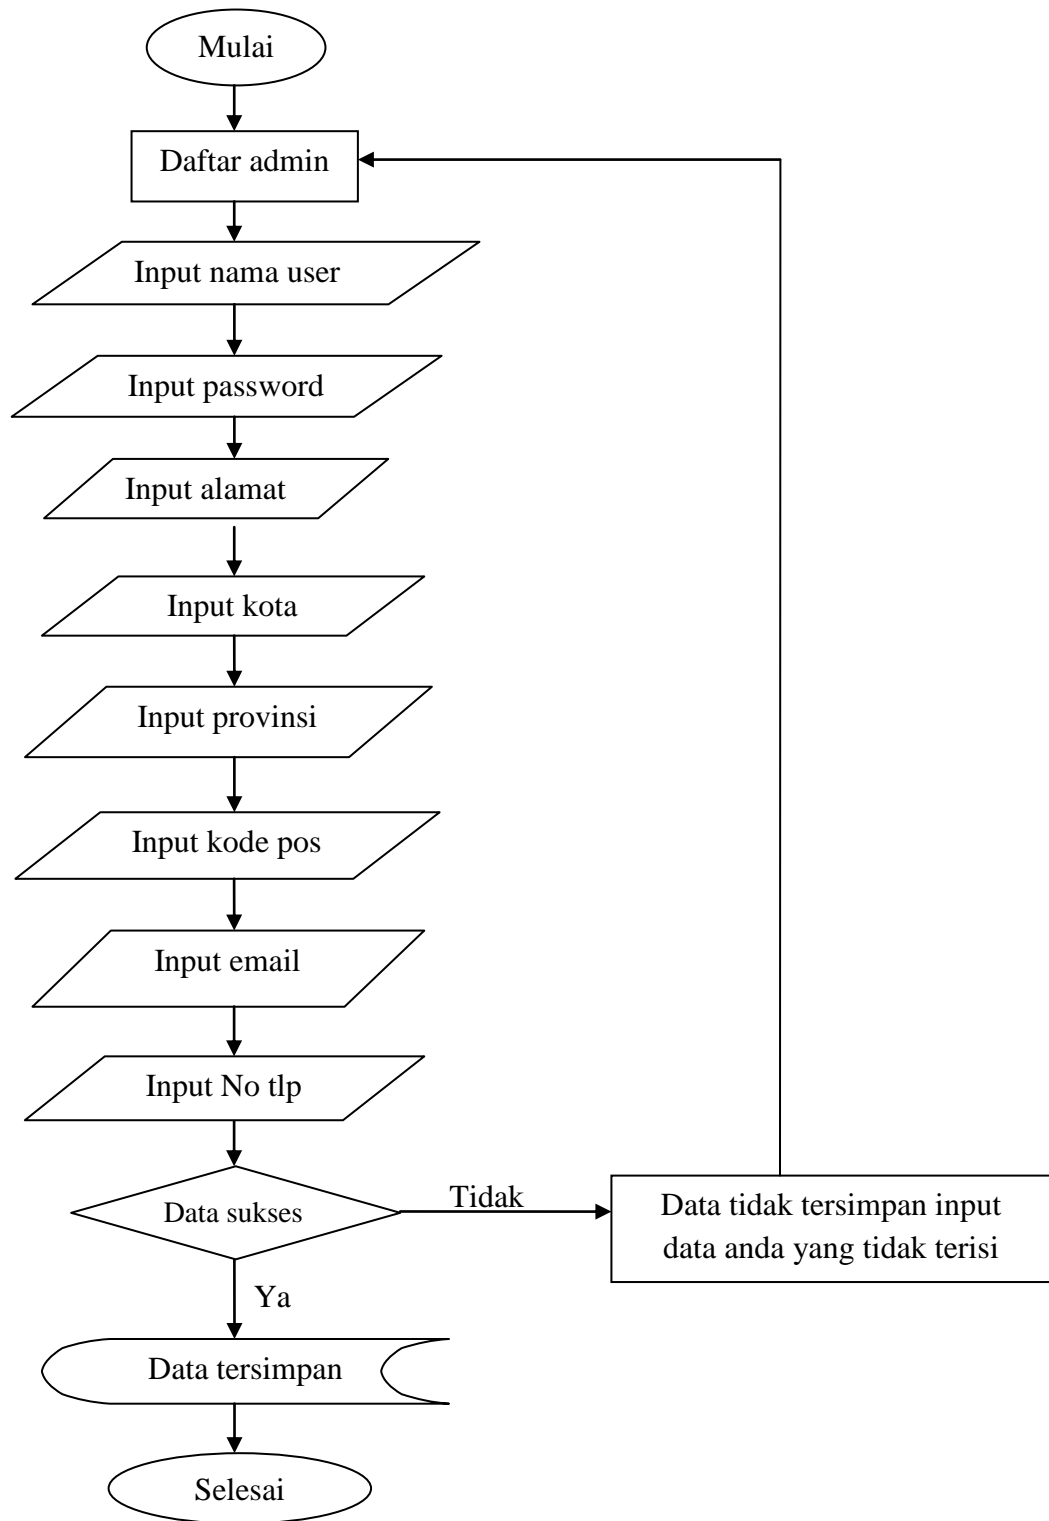 Mulai
Daftar admin
Input nama user
Input password
Input alamat
Input kota
Input provinsi
Input kode pos
Input email
Input No tlp
Data sukses
Tidak
Data tidak tersimpan input
data anda yang tidak terisi
Ya
Data tersimpan
Selesai